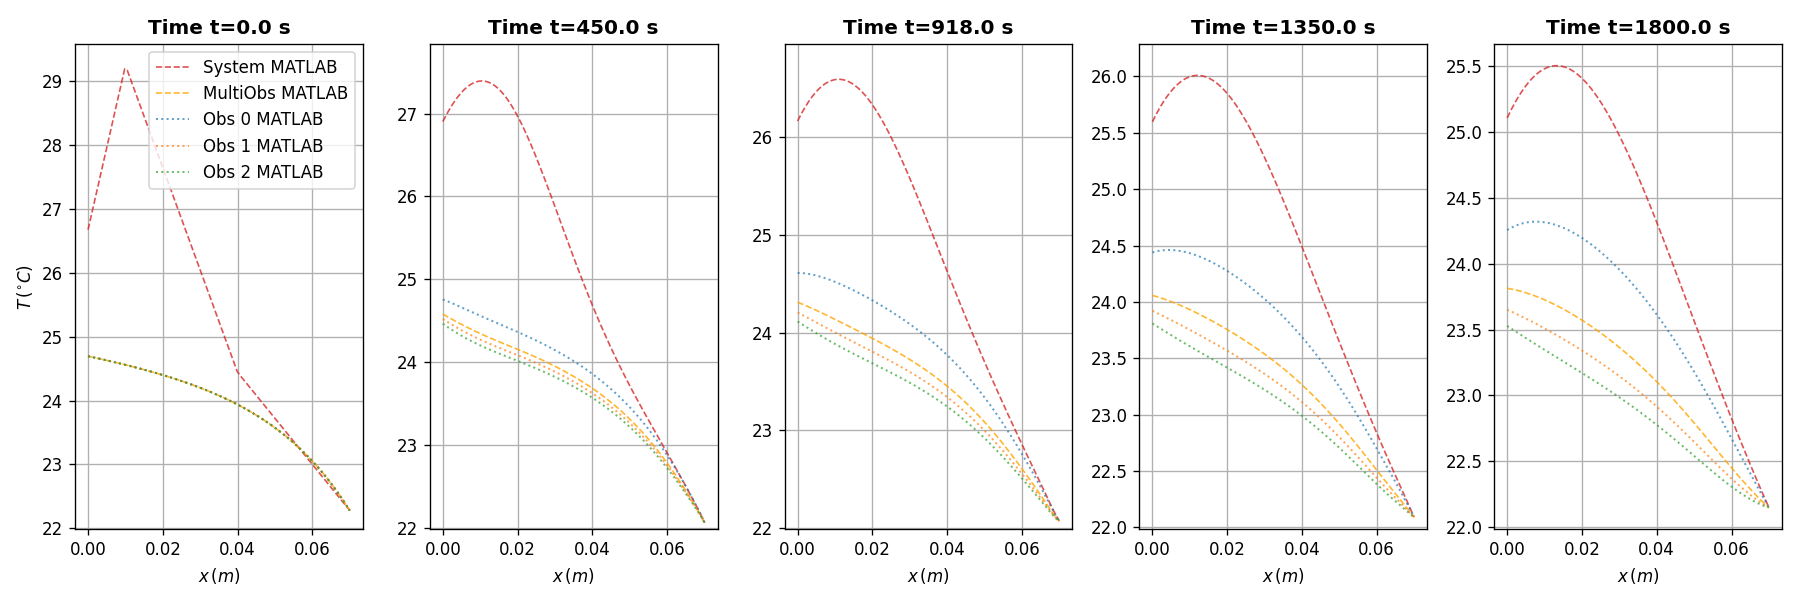 Time t=0.0 s
Time t=450.0 s
Time t=918.0 s
Time t=1350.0 s
Time t=1800.0 s
System MATLAB
MultiObs MATLAB
Obs 0 MATLAB
Obs 1 MATLAB
Obs 2 MATLAB
T (°C)
29
28
27
26
25
24
23
22
0.00 0.02 0.04 0.06
x (m)
27
26
25
24
23
22
0.00 0.02 0.04 0.06
x (m)
26
25
24
23
22
0.00 0.02 0.04 0.06
x (m)
26.0
25.5
25.0
24.5
24.0
23.5
23.0
22.5
22.0
0.00 0.02 0.04 0.06
x (m)
25.5
25.0
24.5
24.0
23.5
23.0
22.5
22.0
0.00 0.02 0.04 0.06
x (m)